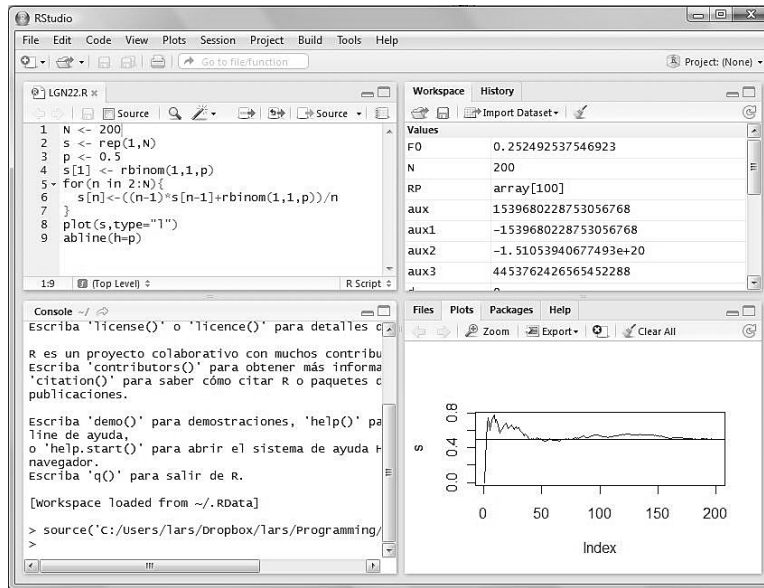 RStudio
File Edit Code View Plots Session Project Build Tools Help
Go to file/function
Project: (None)
LGN22.R
Source
Source
1 N <- 200
2 s <- rep(1,N)
3 p <- 0.5
4 s[1] <- rbinom(1,1,p)
5 for(n in 2:N){
6 s[n]<-((n-1)*s[n-1]+rbinom(1,1,p))/n
7 }
8 plot(s,type="l")
9 abline(h=p)
1:9 (Top Level) R Script
Workspace History
Import Dataset
Values
F0 0.252492537546923
N 200
RP array[100]
aux 1539680228753056768
aux1 -1539680228753056768
aux2 -1.51053940677493e+20
aux3 4453762426565452288
Console ~/
Escriba 'license()' o 'licence()' para detalles d
R es un proyecto colaborativo con muchos contribu
Escriba 'contributors()' para obtener más informa
'citation()' para saber cómo citar R o paquetes d
publicaciones.
Escriba 'demo()' para demostraciones, 'help()' pa
line de ayuda,
o 'help.start()' para abrir el sistema de ayuda H
navegador.
Escriba 'q()' para salir de R.
[Workspace loaded from ~/.RData]
> source('C:/Users/lars/Dropbox/lars/Programming/
>
Files Plots Packages Help
Zoom Export Clear All
0.8
0.4
0.0
s
0 50 100 150 200
Index